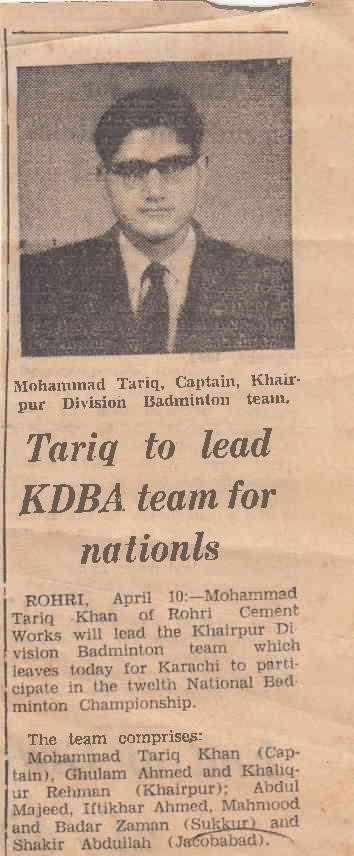 Mohammad Tariq, Captain, Khair-
pur Division Badminton team.
Tariq to lead
KDBA team for
nationls
ROHRI, April 10:—Mohammad
Tariq Khan of Rohri Cement
Works will lead the Khairpur Di-
vision Badminton team which
leaves today for Karachi to parti-
cipate in the twelth National Bad-
minton Championship.
The team comprises:
Mohammad Tariq Khan (Cap-
tain), Ghulam Ahmed and Khaliq-
ur Rehman (Khairpur); Abdul
Majeed, Iftikhar Ahmed, Mahmood
and Badar Zaman (Sukkur) and
Shakir Abdullah (Jacobabad).